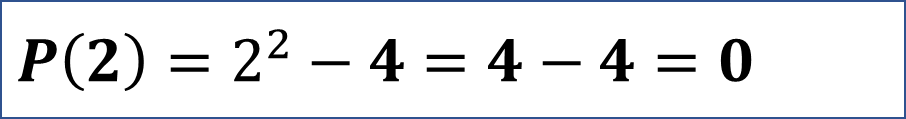 P(2) = 2² − 4 = 4 − 4 = 0